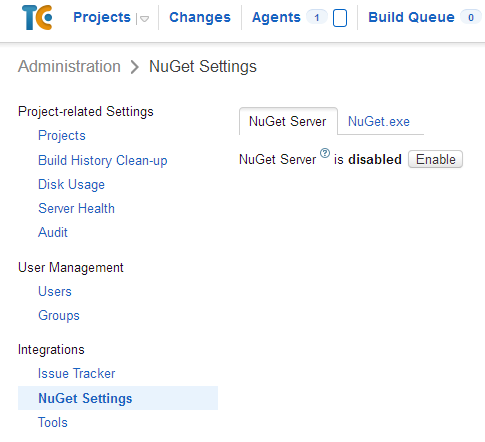 TC Projects Changes Agents 1 Build Queue 0
Administration > NuGet Settings
Project-related Settings
Projects
Build History Clean-up
Disk Usage
Server Health
Audit
User Management
Users
Groups
Integrations
Issue Tracker
NuGet Settings
Tools
NuGet Server NuGet.exe
NuGet Server ? is disabled Enable